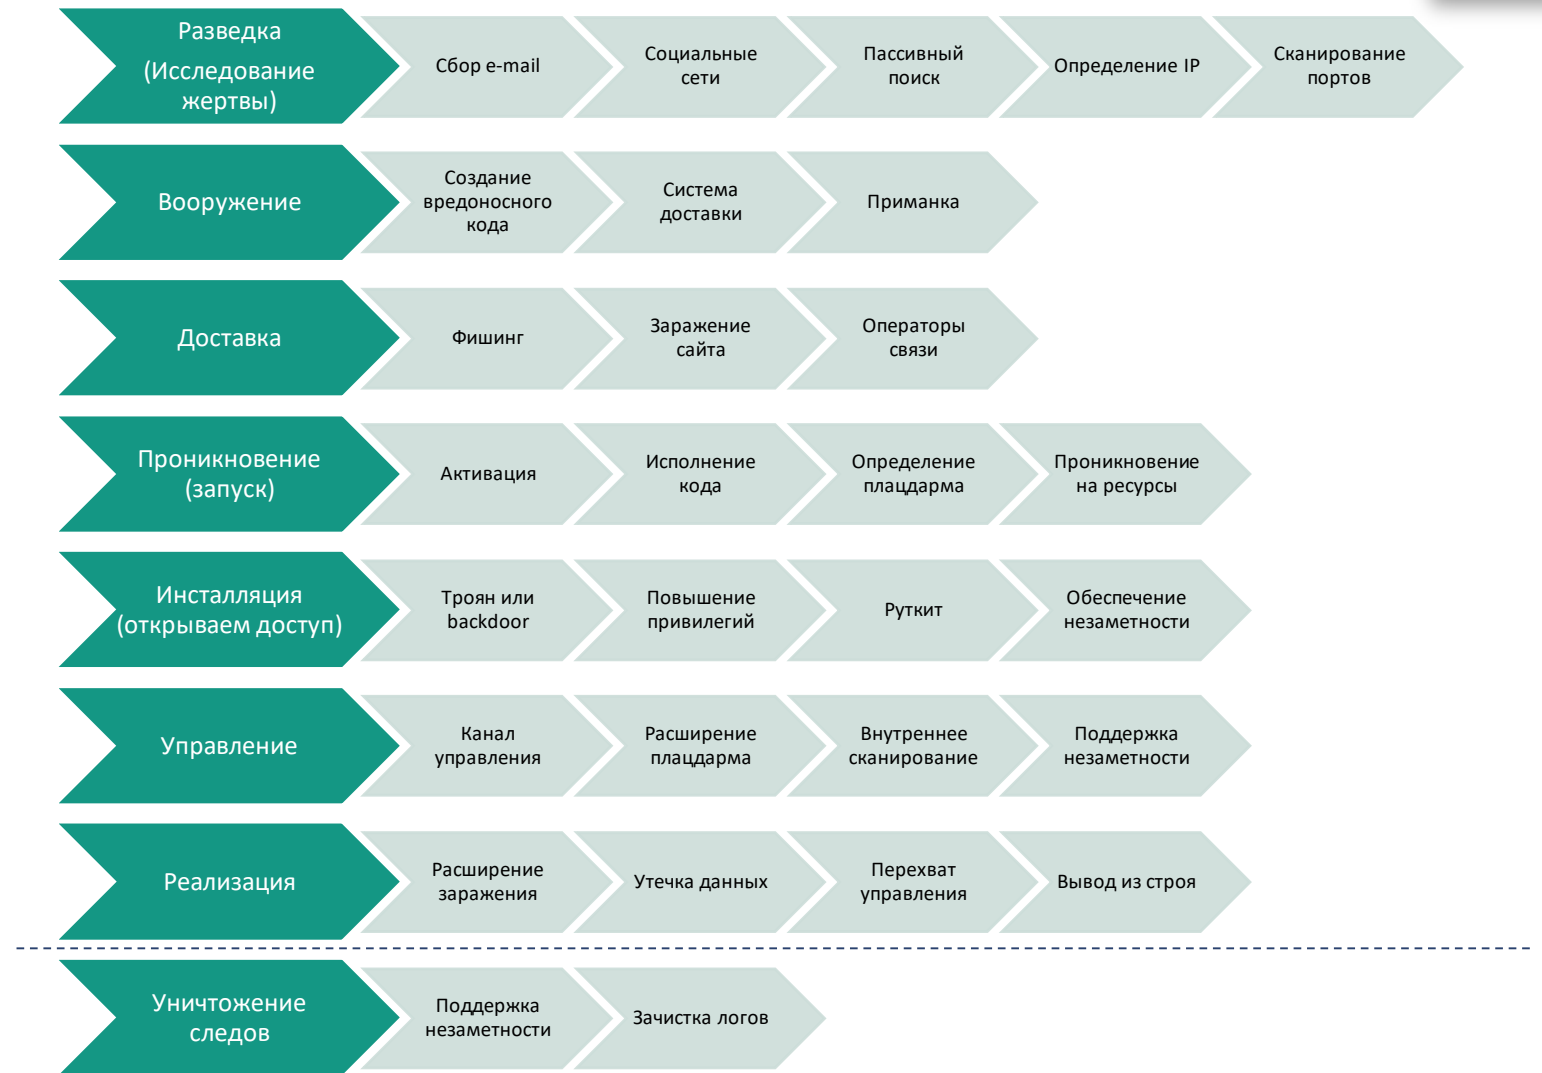 Разведка
(Исследование
жертвы)
Сбор e-mail
Социальные
сети
Пассивный
поиск
Определение IP
Сканирование
портов
Вооружение
Создание
вредоносного
кода
Система
доставки
Приманка
Доставка
Фишинг
Заражение
сайта
Операторы
связи
Проникновение
(запуск)
Активация
Исполнение
кода
Определение
плацдарма
Проникновение
на ресурсы
Инсталляция
(открываем доступ)
Троян или
backdoor
Повышение
привилегий
Руткит
Обеспечение
незаметности
Управление
Канал
управления
Расширение
плацдарма
Внутреннее
сканирование
Поддержка
незаметности
Реализация
Расширение
заражения
Утечка данных
Перехват
управления
Вывод из строя
Уничтожение
следов
Поддержка
незаметности
Зачистка логов